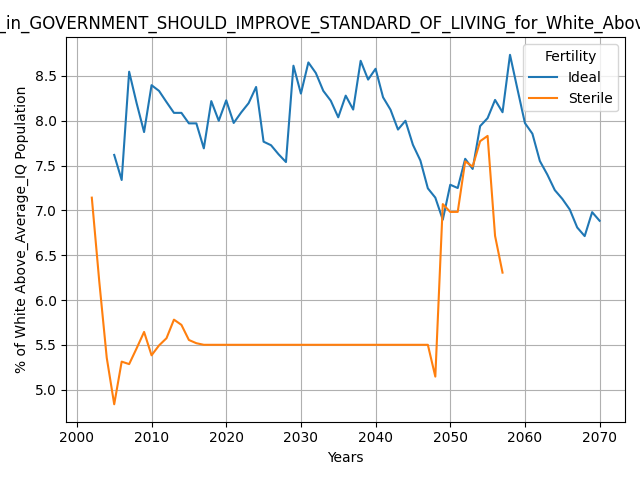 _in_GOVERNMENT_SHOULD_IMPROVE_STANDARD_OF_LIVING_for_White_Abov
Fertility
Ideal
Sterile
% of White Above_Average_IQ Population
8.5
8.0
7.5
7.0
6.5
6.0
5.5
5.0
2000 2010 2020 2030 2040 2050 2060 2070
Years